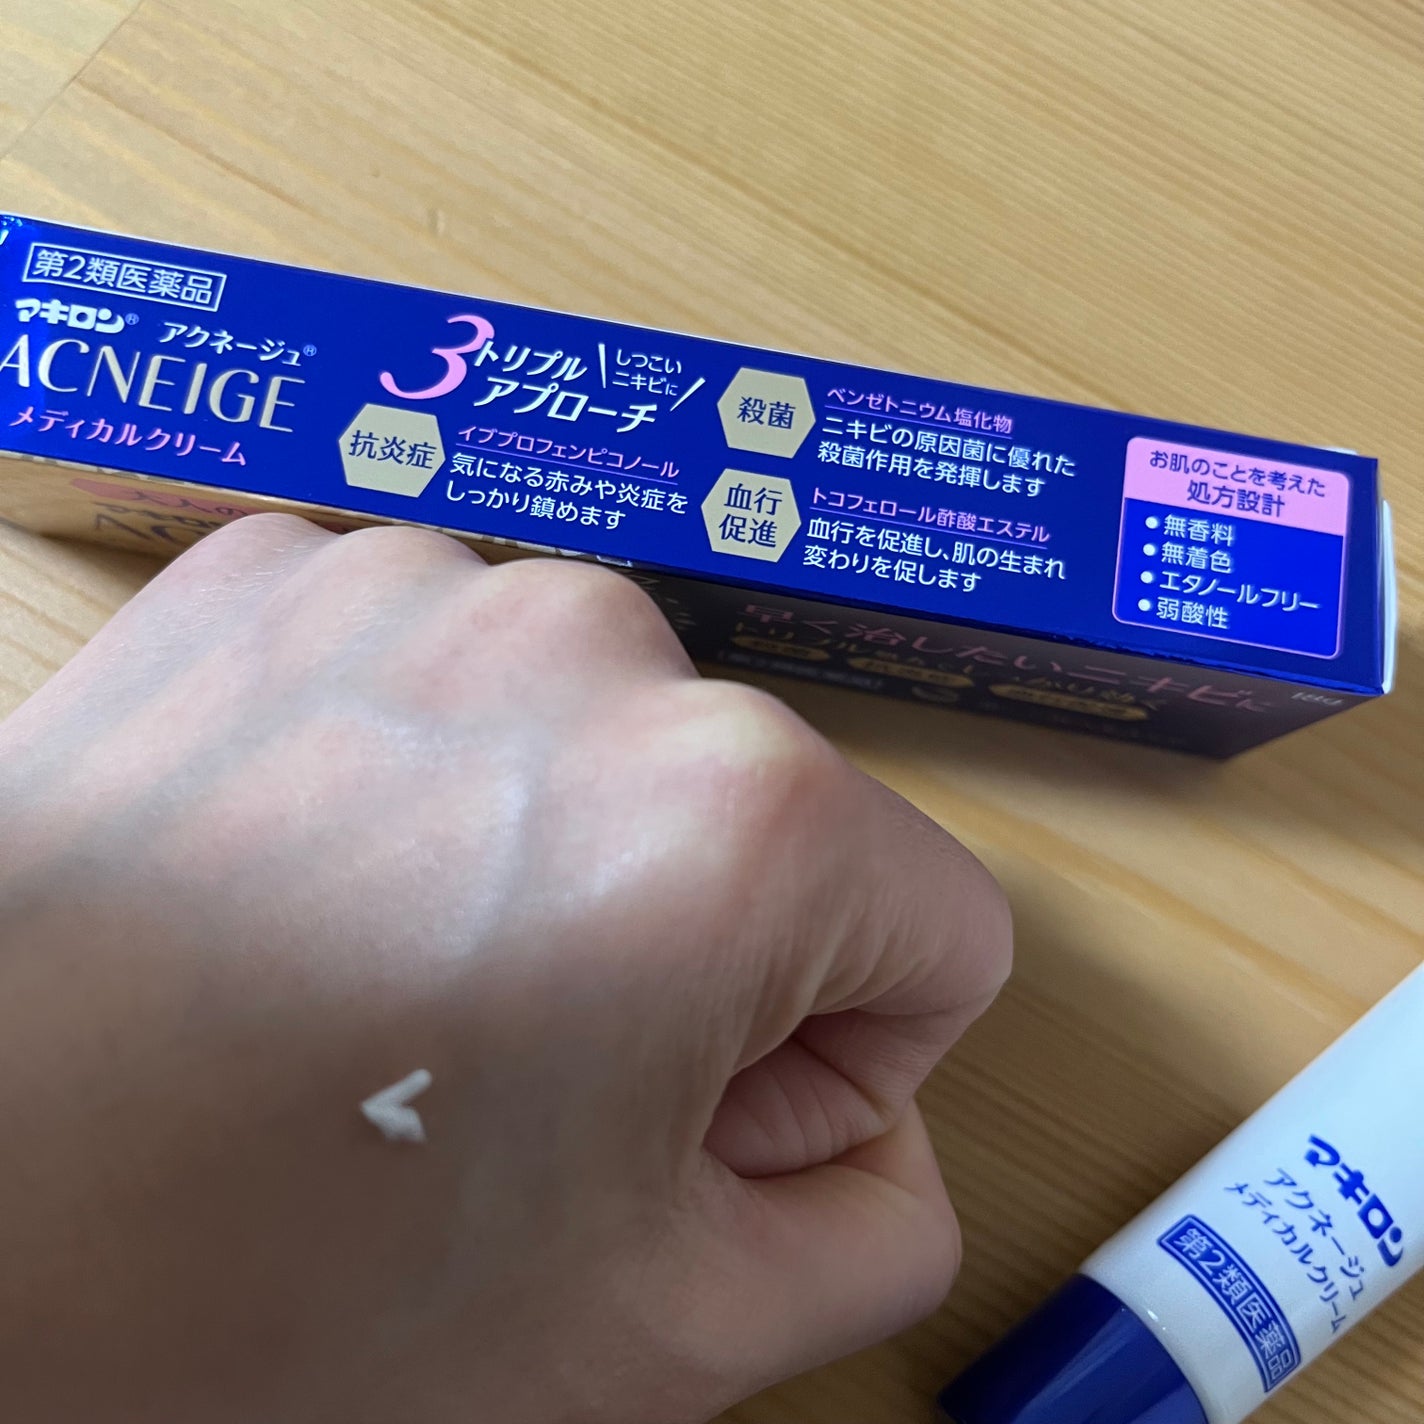 第2類医薬品
マキロン® アクネージュ®
ACNEIGE
メディカルクリーム
3トリプル
アプローチ
しつこい
ニキビに
抗炎症
イブプロフェンピコノール
気になる赤みや炎症を
しっかり鎮めます
殺菌
ベンゼトニウム塩化物
ニキビの原因菌に優れた
殺菌作用を発揮します
血行
促進
トコフェロール酢酸エステル
血行を促進し、肌の生まれ
変わりを促します
お肌のことを考えた
処方設計
●無香料
●無着色
●エタノールフリー
●弱酸性
大人の
早く治したいニキビに
マキロン
アクネージュ
メディカルクリーム
第2類医薬品